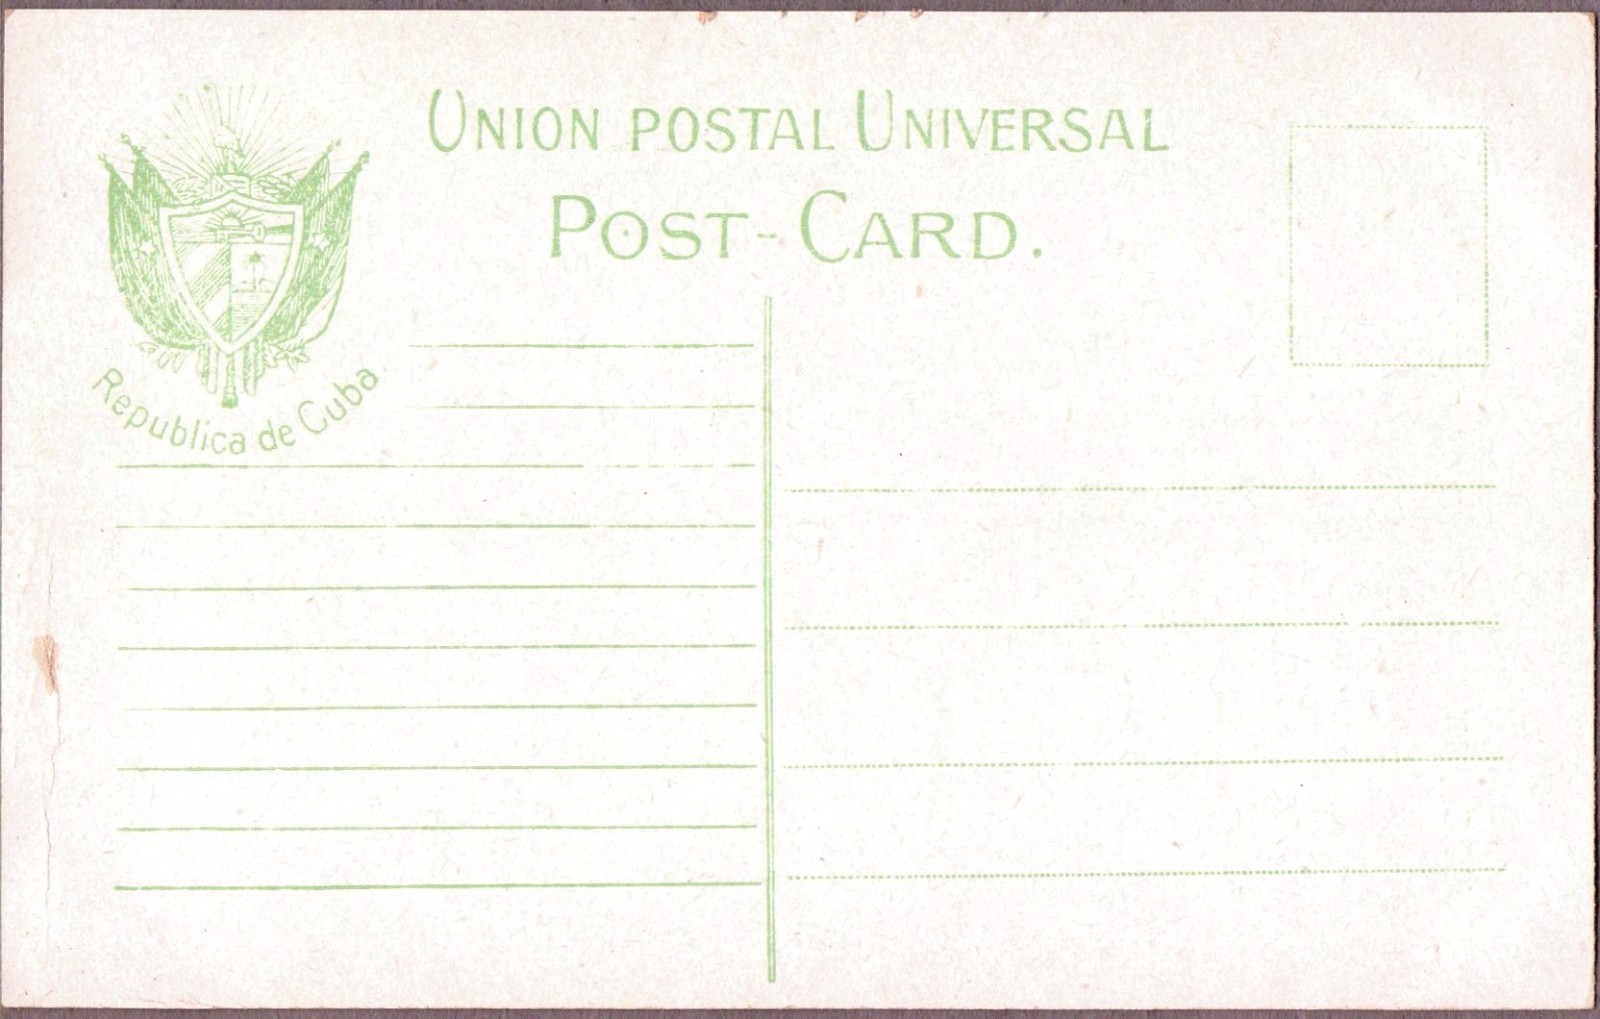 UNION POSTAL UNIVERSAL
POST-CARD.
Republica de Cuba